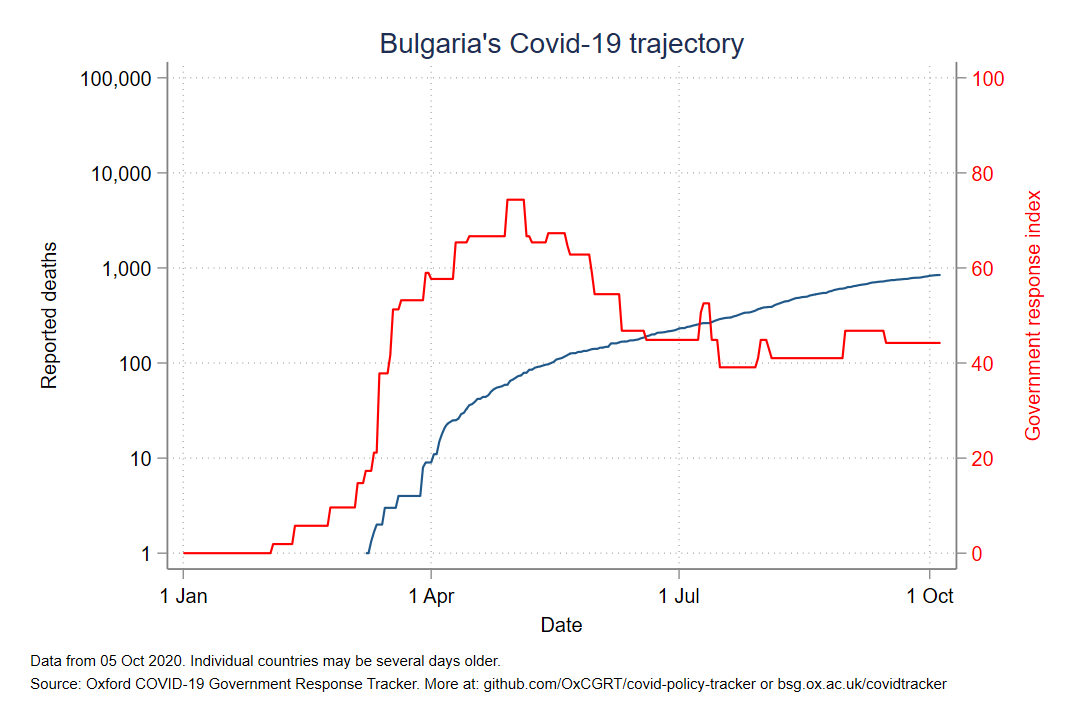 Bulgaria's Covid-19 trajectory
100,000
10,000
1,000
100
10
1
Reported deaths
100
80
60
40
20
0
Government response index
1 Jan
1 Apr
1 Jul
1 Oct
Date
Data from 05 Oct 2020. Individual countries may be several days older.
Source: Oxford COVID-19 Government Response Tracker. More at: github.com/OxCGRT/covid-policy-tracker or bsg.ox.ac.uk/covidtracker